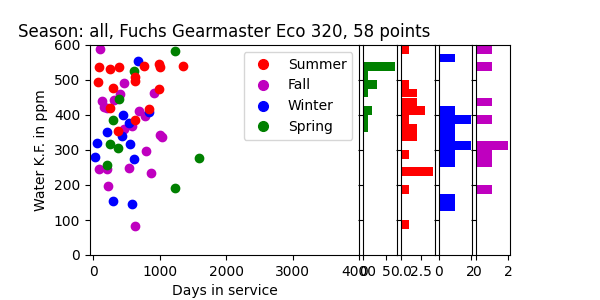 Season: all, Fuchs Gearmaster Eco 320, 58 points
600
500
400
300
200
100
0
Water K.F. in ppm
Summer
Fall
Winter
Spring
0 1000 2000 3000 4000
0 5
0.0 2.5
0 2
0 2
Days in service